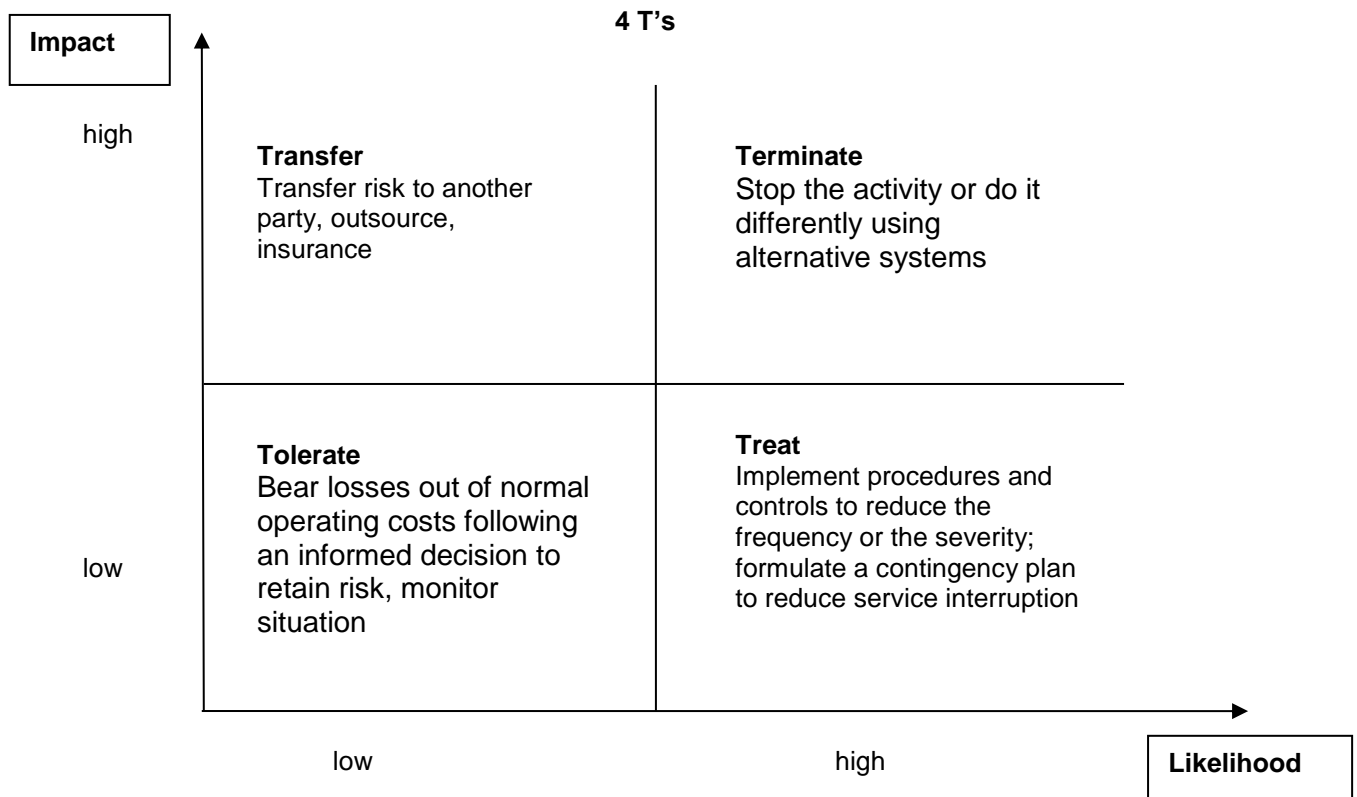 4 T's
Impact
high
Transfer
Transfer risk to another
party, outsource,
insurance
Terminate
Stop the activity or do it
differently using
alternative systems
Tolerate
Bear losses out of normal
operating costs following
an informed decision to
retain risk, monitor
situation
Treat
Implement procedures and
controls to reduce the
frequency or the severity;
formulate a contingency plan
to reduce service interruption
low
low
high
Likelihood